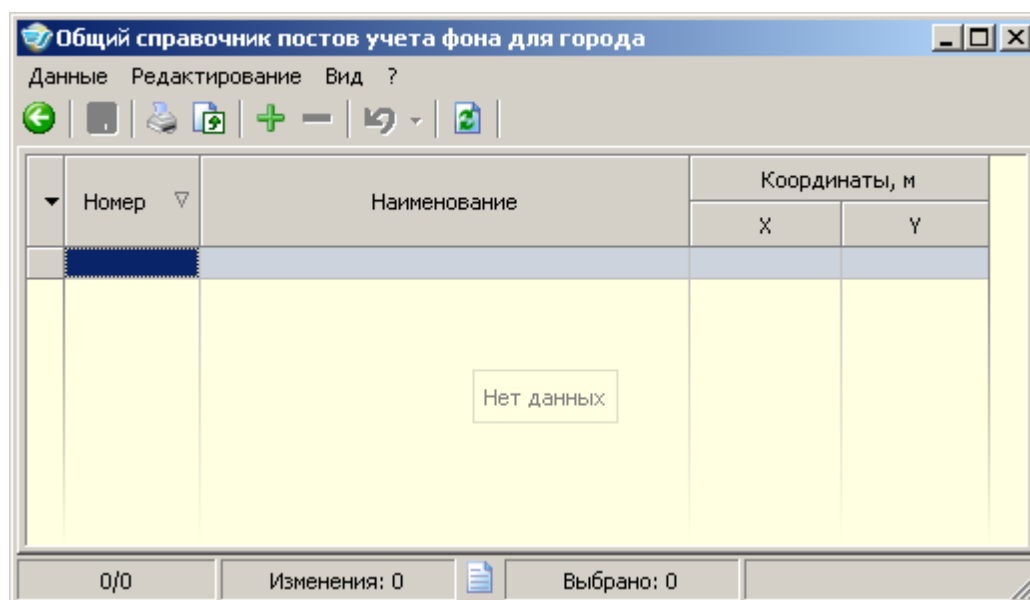 Общий справочник постов учета фона для города
Данные Редактирование Вид ?
Номер Наименование Координаты, м
X Y
Нет данных
0/0 Изменения: 0 Выбрано: 0